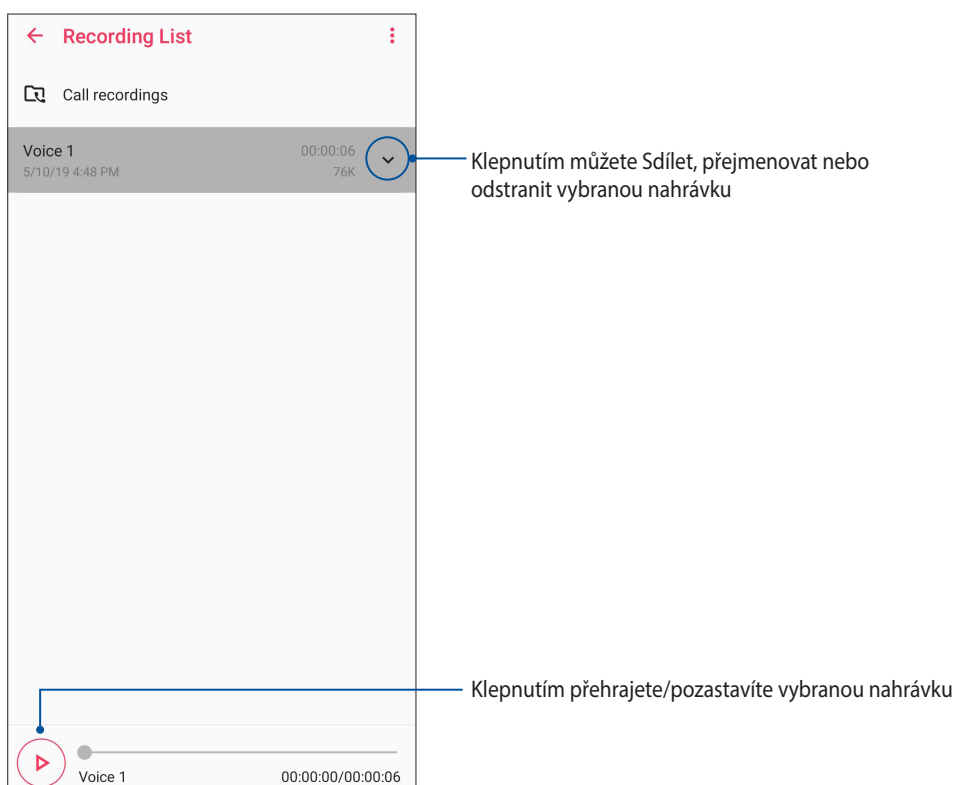 Recording List
Call recordings
Voice 1 00:00:06
5/10/19 4:48 PM 76K
Klepnutím můžete Sdílet, přejmenovat nebo
odstranit vybranou nahrávku
Klepnutím přehrajete/pozastavíte vybranou nahrávku
Voice 1 00:00:00/00:00:06